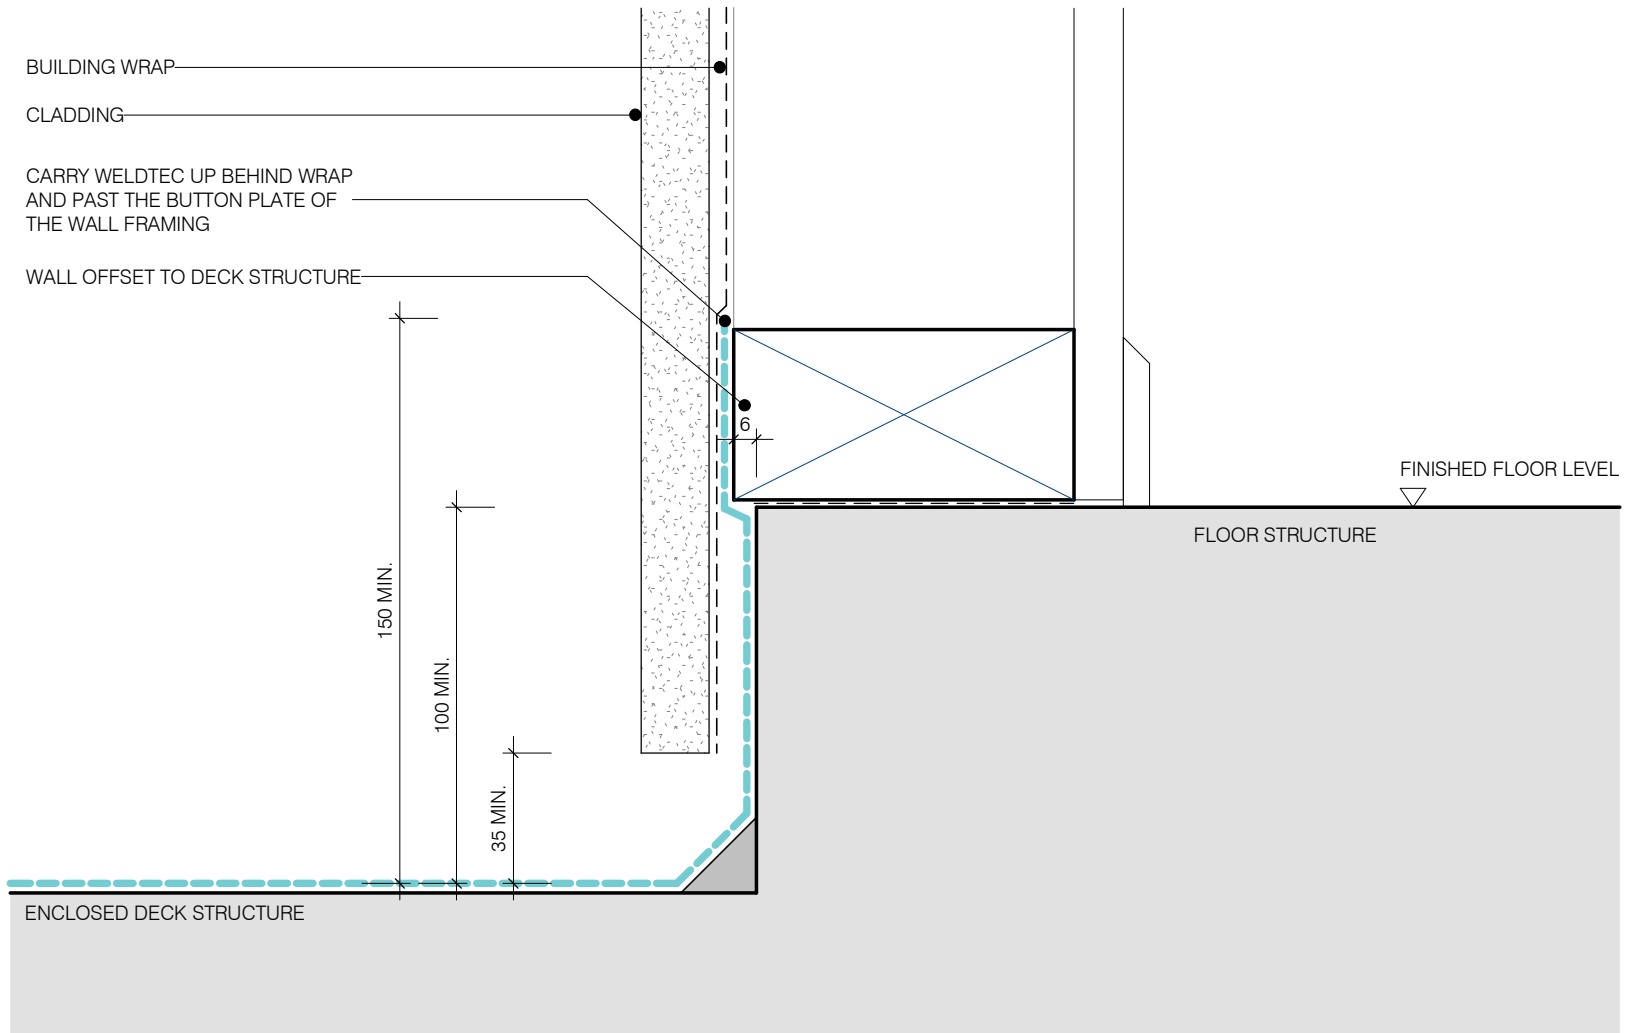 BUILDING WRAP
CLADDING
CARRY WELDTEC UP BEHIND WRAP
AND PAST THE BUTTON PLATE OF
THE WALL FRAMING
WALL OFFSET TO DECK STRUCTURE
6
FINISHED FLOOR LEVEL
FLOOR STRUCTURE
150 MIN.
100 MIN.
35 MIN.
ENCLOSED DECK STRUCTURE